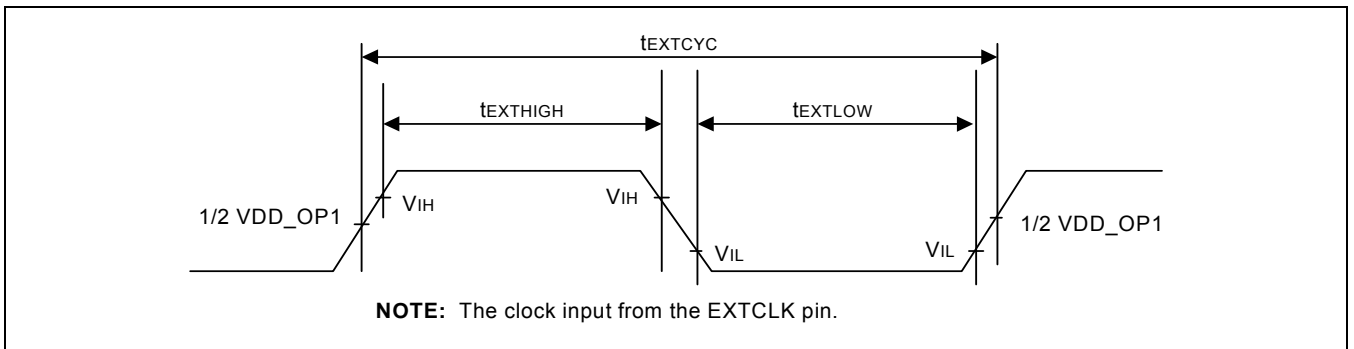 tEXTCYC
tEXTHIGH
tEXTLOW
VIH
VIH
1/2 VDD_OP1
1/2 VDD_OP1
VIL
VIL
NOTE: The clock input from the EXTCLK pin.